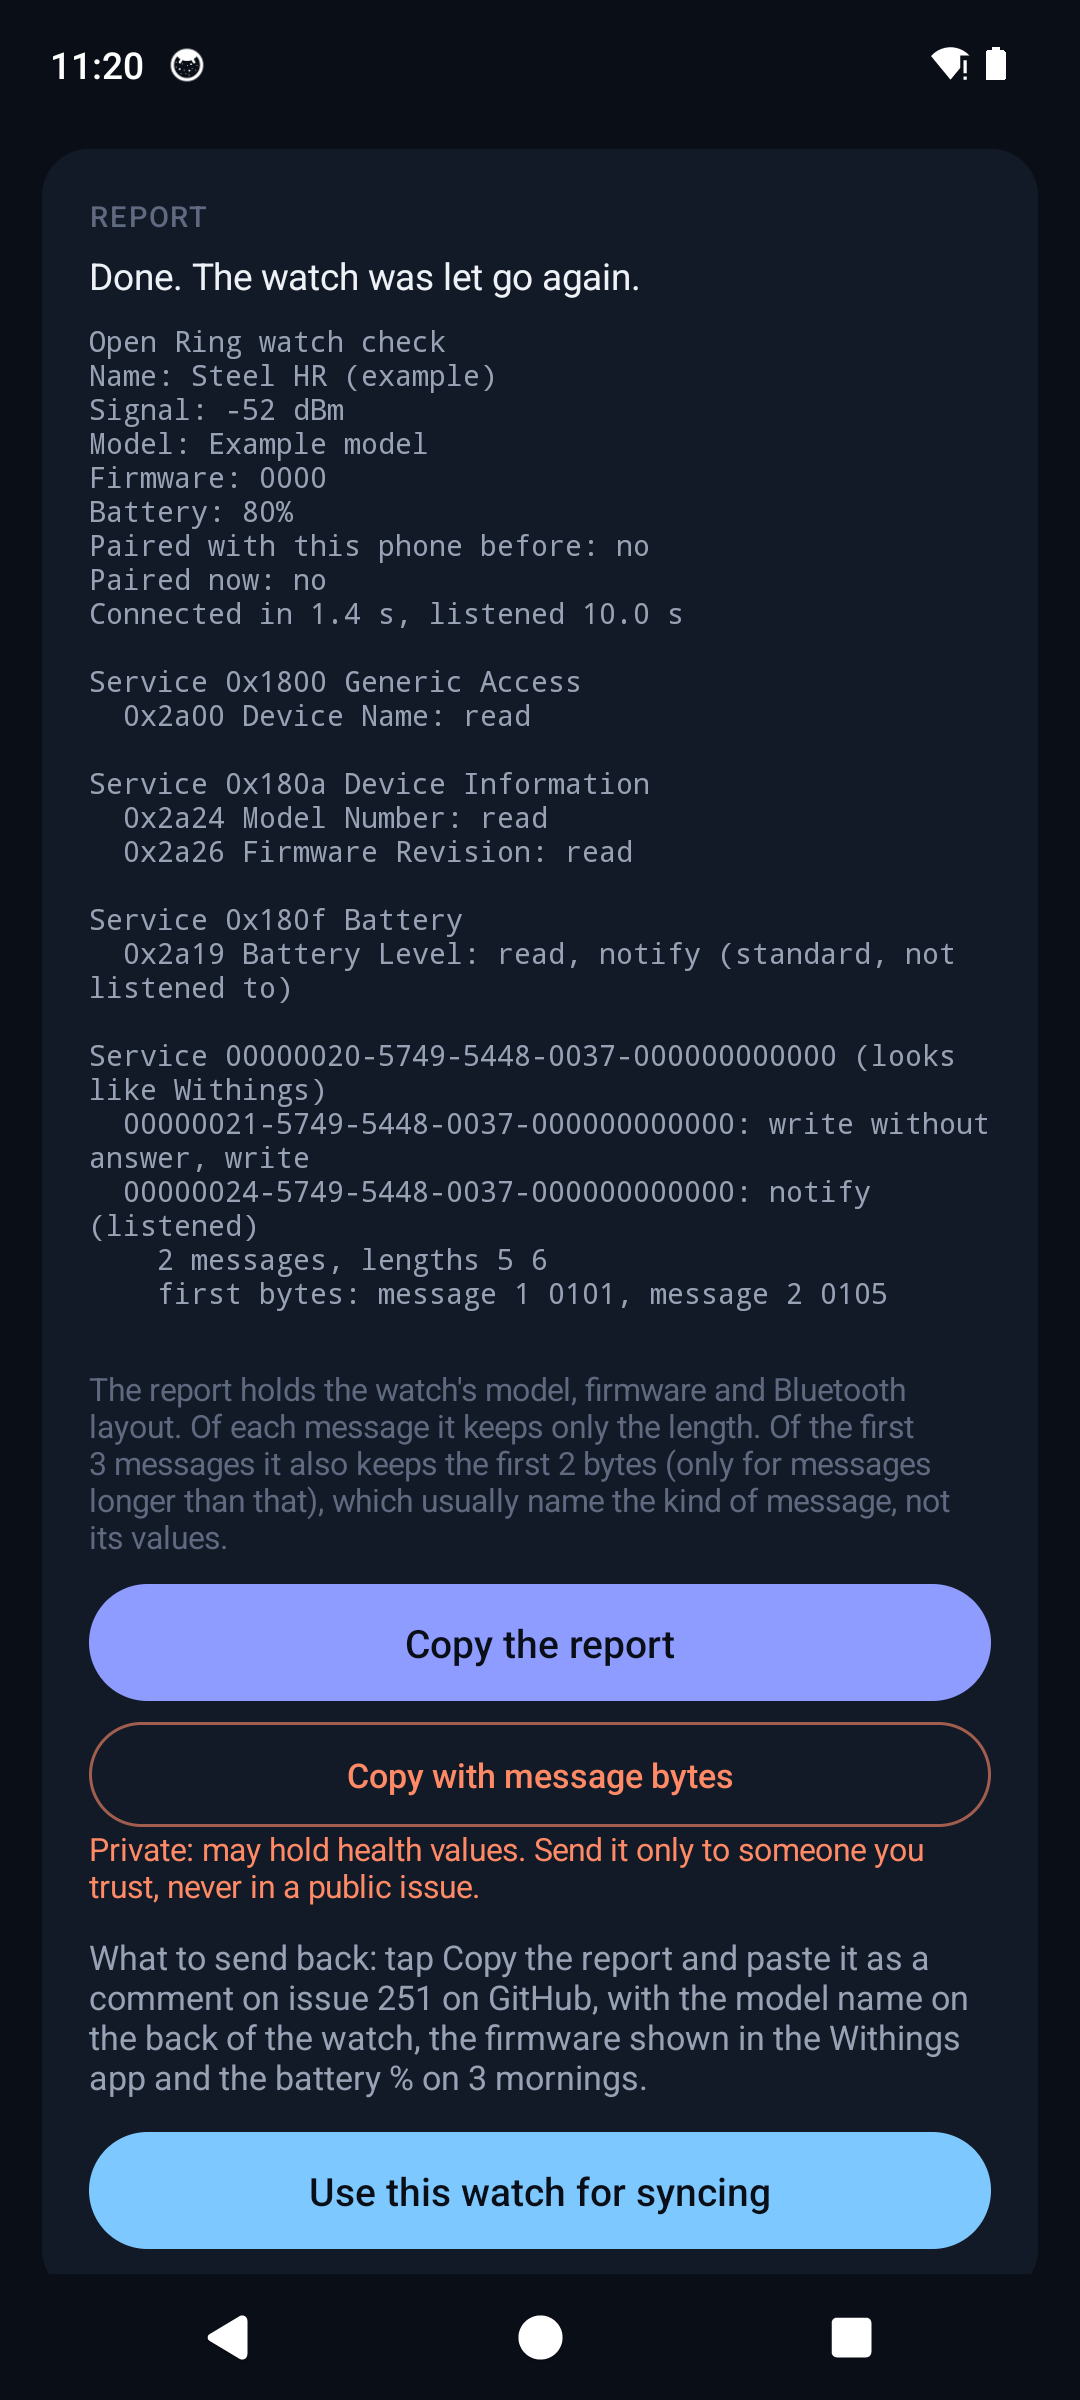 11:20
REPORT
Done. The watch was let go again.
Open Ring watch check
Name: Steel HR (example)
Signal: -52 dBm
Model: Example model
Firmware: 0000
Battery: 80%
Paired with this phone before: no
Paired now: no
Connected in 1.4 s, listened 10.0 s
Service 0x1800 Generic Access
0x2a00 Device Name: read
Service 0x180a Device Information
0x2a24 Model Number: read
0x2a26 Firmware Revision: read
Service 0x180f Battery
0x2a19 Battery Level: read, notify (standard, not
listened to)
Service 00000020-5749-5448-0037-000000000000 (looks
like Withings)
00000021-5749-5448-0037-000000000000: write without
answer, write
00000024-5749-5448-0037-000000000000: notify
(listened)
2 messages, lengths 5 6
first bytes: message 1 0101, message 2 0105
The report holds the watch's model, firmware and Bluetooth
layout. Of each message it keeps only the length. Of the first
3 messages it also keeps the first 2 bytes (only for messages
longer than that), which usually name the kind of message, not
its values.
Copy the report
Copy with message bytes
Private: may hold health values. Send it only to someone you
trust, never in a public issue.
What to send back: tap Copy the report and paste it as a
comment on issue 251 on GitHub, with the model name on
the back of the watch, the firmware shown in the Withings
app and the battery % on 3 mornings.
Use this watch for syncing